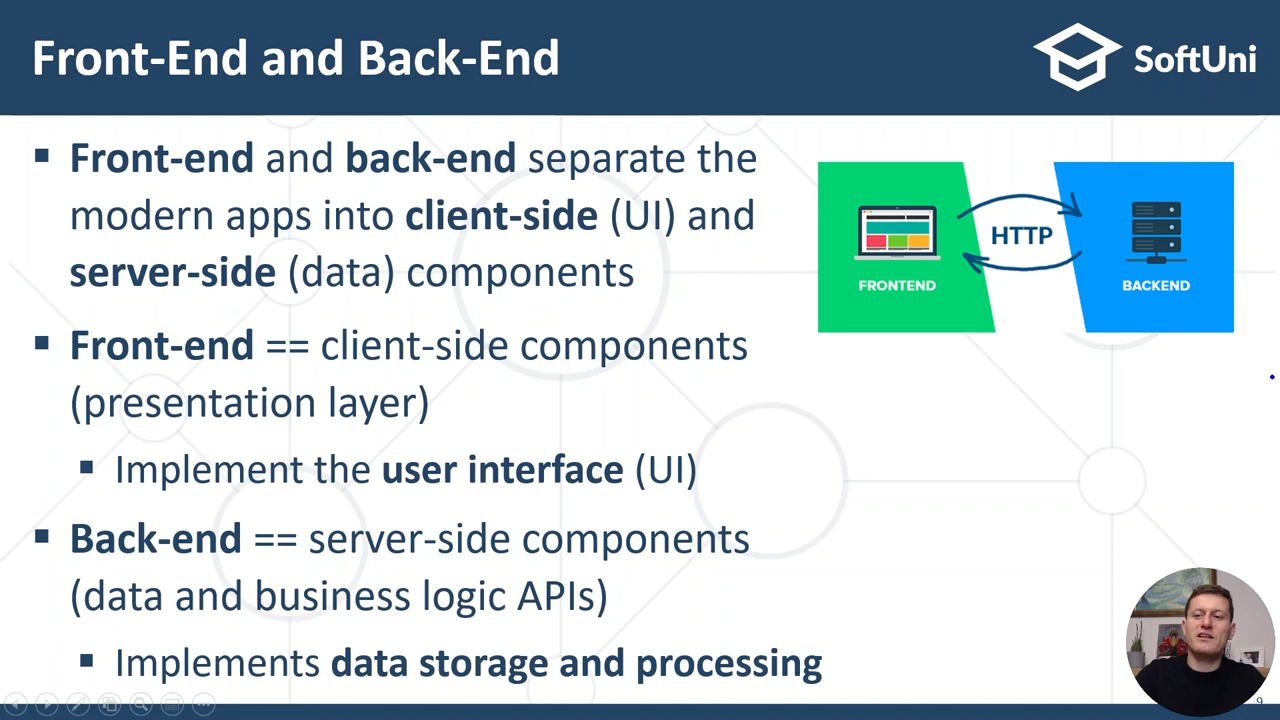 Front-End and Back-End
SoftUni
▪ Front-end and back-end separate the
modern apps into client-side (UI) and
server-side (data) components
▪ Front-end == client-side components
(presentation layer)
▪ Implement the user interface (UI)
▪ Back-end == server-side components
(data and business logic APIs)
▪ Implements data storage and processing
HTTP
FRONTEND
BACKEND
9